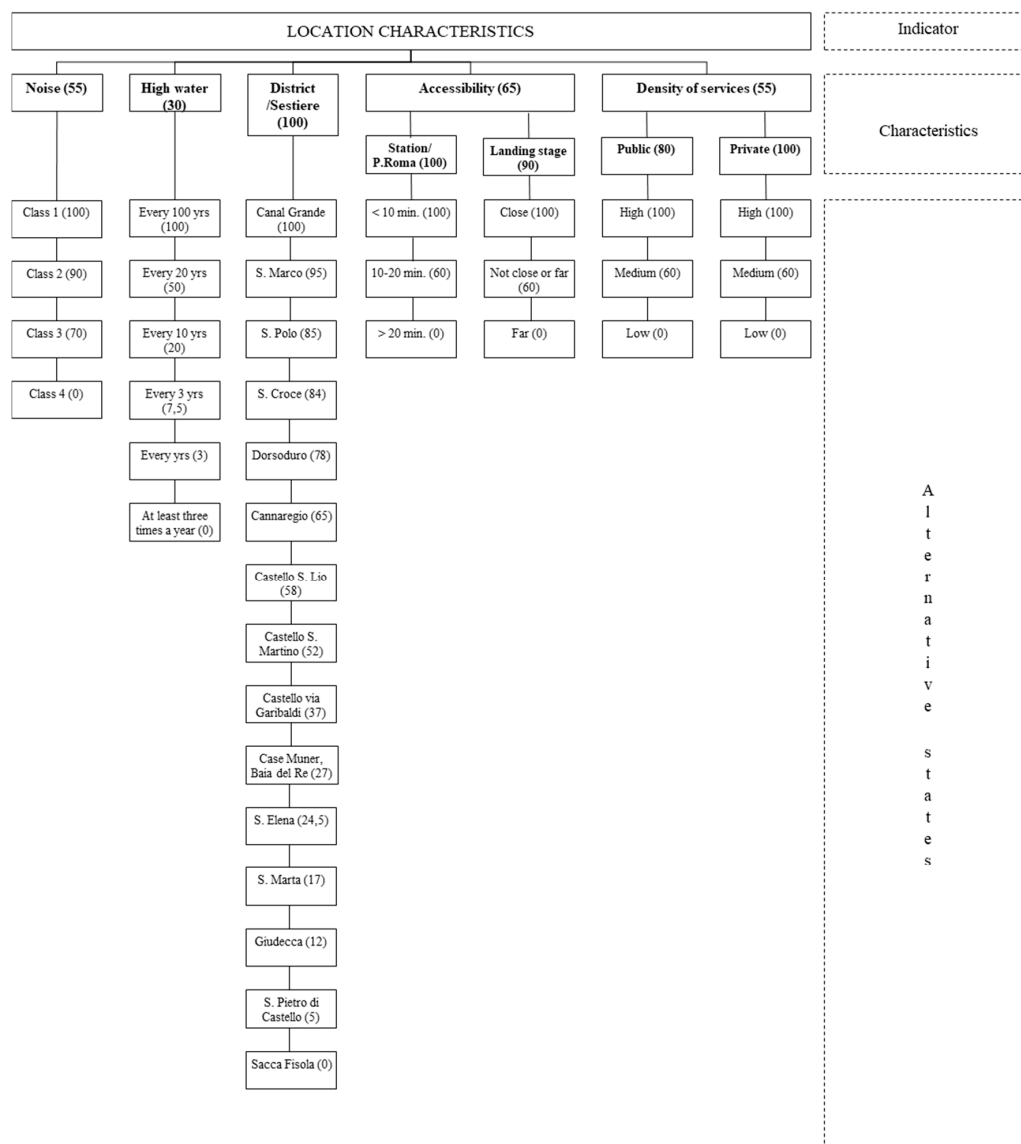 LOCATION CHARACTERISTICS
Indicator
Noise (55)
High water
(30)
District
/Sestiere
(100)
Accessibility (65)
Density of services (55)
Characteristics
Station/
P.Roma (100)
Landing stage
(90)
Public (80)
Private (100)
Class 1 (100)
Class 2 (90)
Class 3 (70)
Class 4 (0)
Every 100 yrs
(100)
Every 20 yrs
(50)
Every 10 yrs
(20)
Every 3 yrs
(7,5)
Every yrs (3)
At least three
times a year (0)
Canal Grande
(100)
S. Marco (95)
S. Polo (85)
S. Croce (84)
Dorsoduro (78)
Cannaregio (65)
Castello S. Lio
(58)
Castello S.
Martino (52)
Castello via
Garibaldi (37)
Case Muner,
Baia del Re (27)
S. Elena (24,5)
S. Marta (17)
Giudecca (12)
S. Pietro di
Castello (5)
Sacca Fisola (0)
< 10 min. (100)
10-20 min. (60)
> 20 min. (0)
Close (100)
Not close or far
(60)
Far (0)
High (100)
Medium (60)
Low (0)
High (100)
Medium (60)
Low (0)
Alternative states